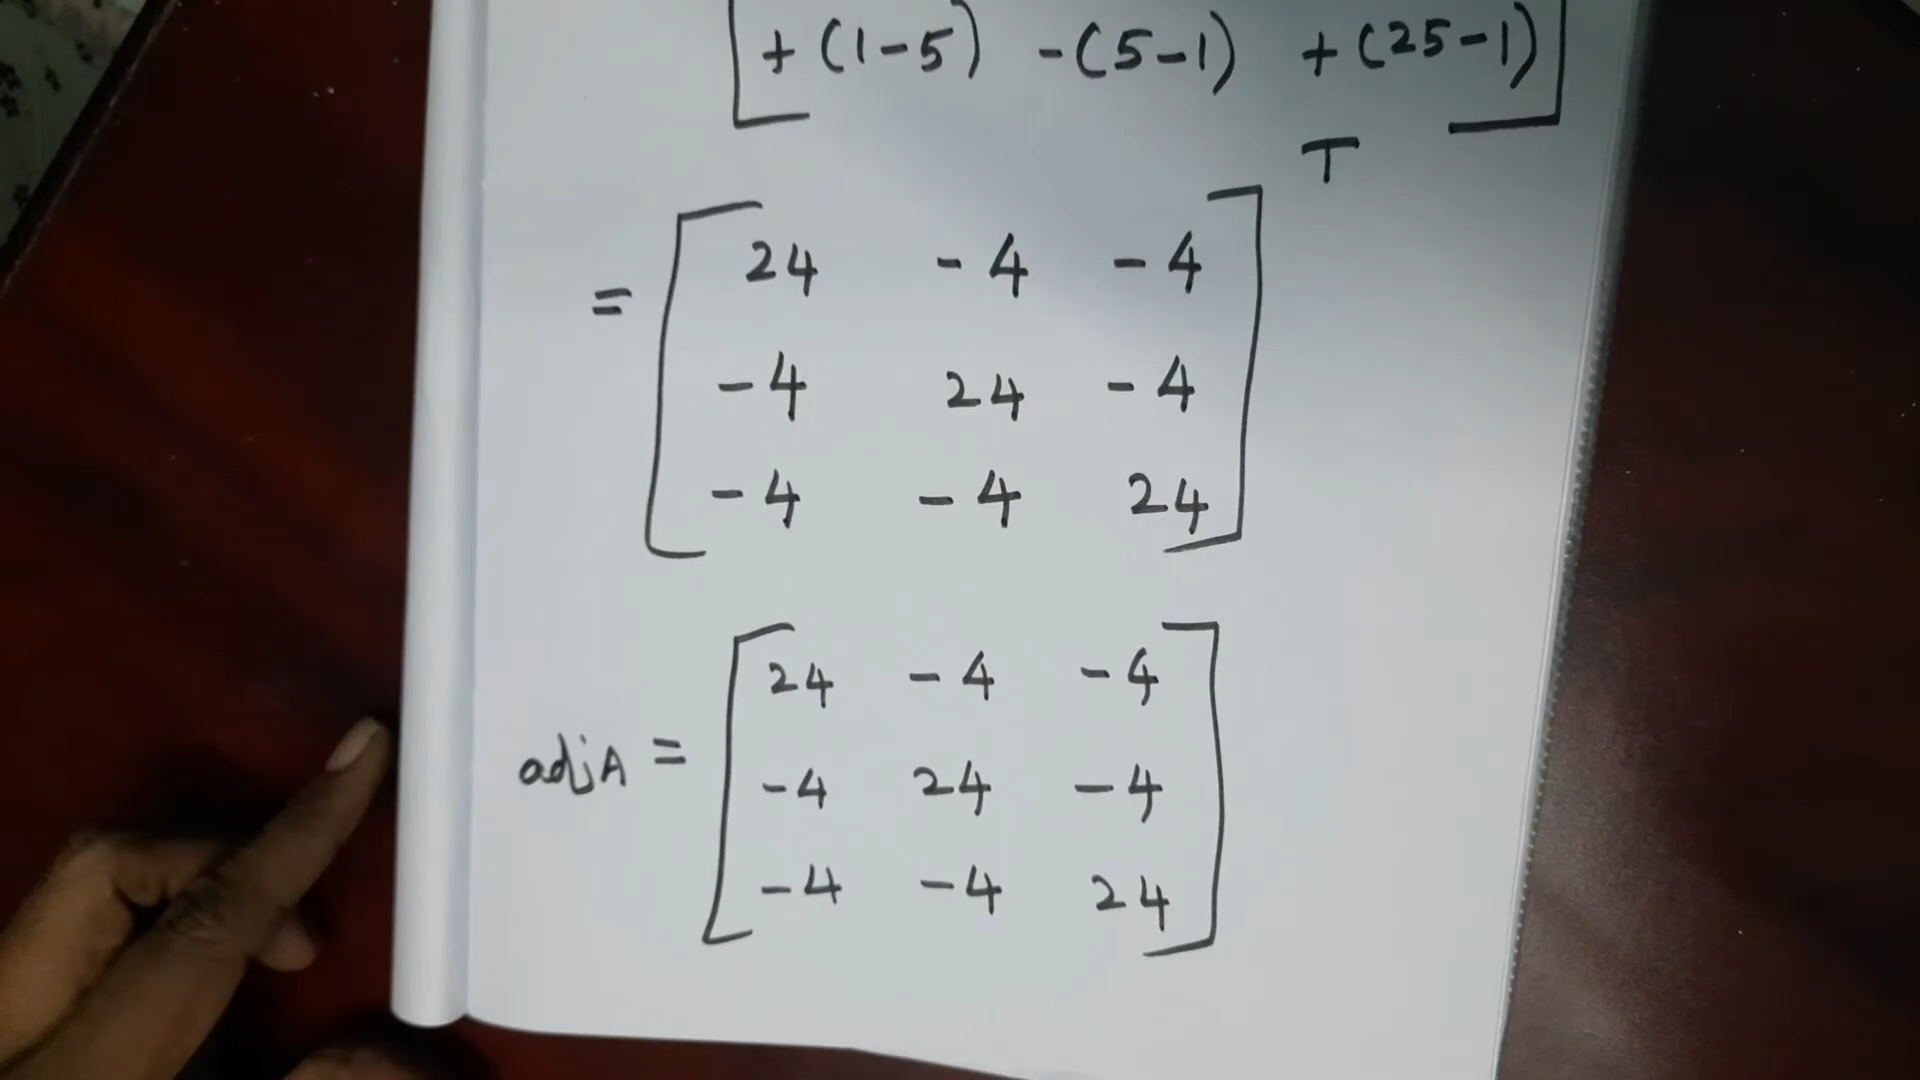 +(1-5) -(5-1) +(25-1)
T
24 -4 -4
= -4 24 -4
-4 -4 24
24 -4 -4
adjA = -4 24 -4
-4 -4 24